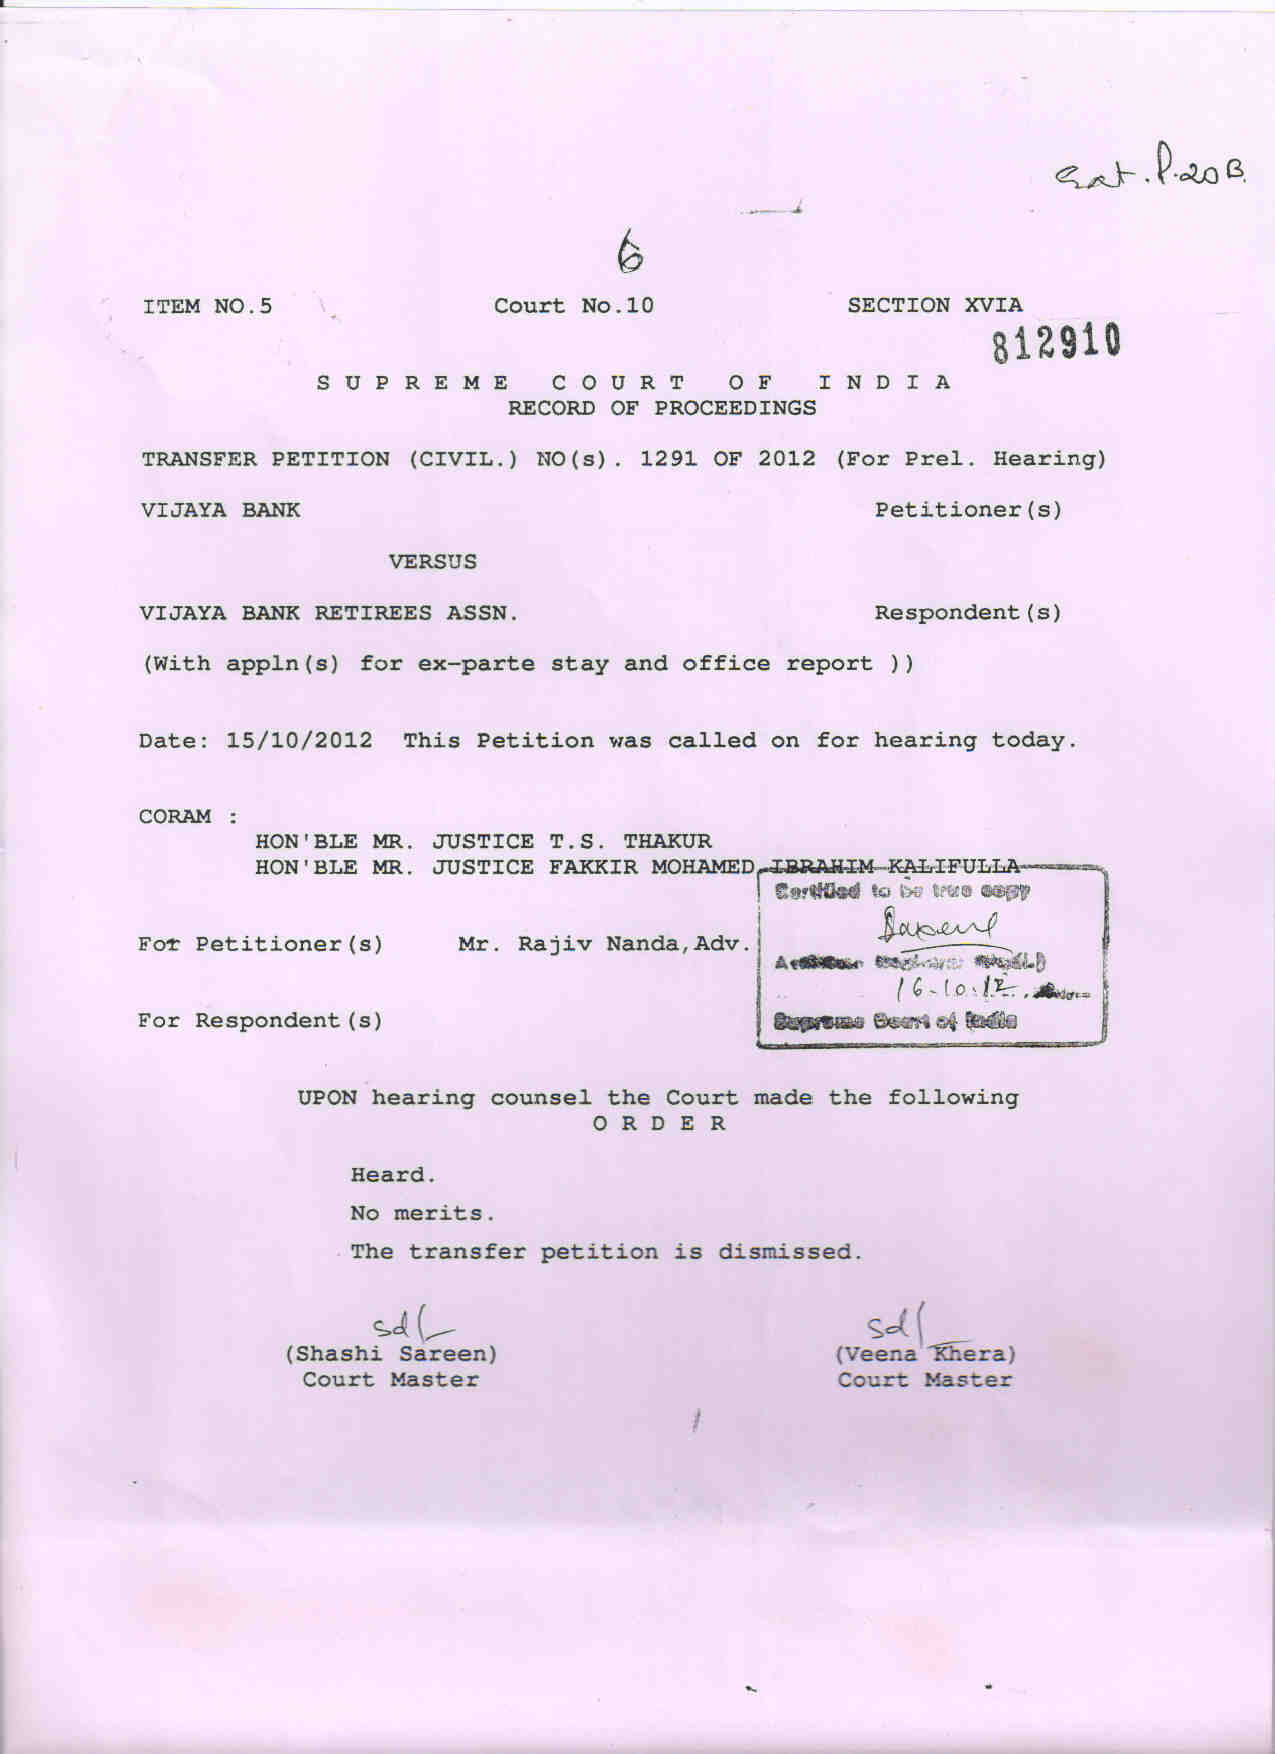 P.20B.
6
ITEM NO.5 Court No.10 SECTION XVIA
812910
SUPREME COURT OF INDIA
RECORD OF PROCEEDINGS
TRANSFER PETITION (CIVIL.) NO(s). 1291 OF 2012 (For Prel. Hearing)
VIJAYA BANK Petitioner(s)
VERSUS
VIJAYA BANK RETIREES ASSN. Respondent(s)
(With appln(s) for ex-parte stay and office report ))
Date: 15/10/2012 This Petition was called on for hearing today.
CORAM :
HON'BLE MR. JUSTICE T.S. THAKUR
HON'BLE MR. JUSTICE FAKKIR MOHAMED IBRAHIM KALIFULLA
Certified to be true copy
For Petitioner(s) Mr. Rajiv Nanda,Adv.
16-10-12
For Respondent(s)
Supreme Court of India
UPON hearing counsel the Court made the following
ORDER
Heard.
No merits.
The transfer petition is dismissed.
sd/- sd/-
(Shashi Sareen) (Veena Khera)
Court Master Court Master